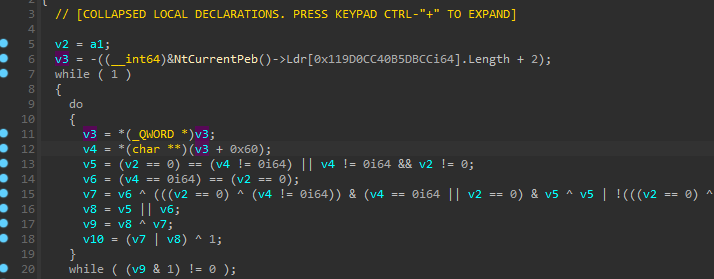 {
3 // [COLLAPSED LOCAL DECLARATIONS. PRESS KEYPAD CTRL-"+" TO EXPAND]
4
5 v2 = a1;
6 v3 = -((__int64)&NtCurrentPeb()->Ldr[0x119D0CC40B5DBCCi64].Length + 2);
7 while ( 1 )
8 {
9 do
10 {
11 v3 = *(_QWORD *)v3;
12 v4 = *(char **)(v3 + 0x60);
13 v5 = (v2 == 0) == (v4 != 0i64) || v4 != 0i64 && v2 != 0;
14 v6 = (v4 == 0i64) == (v2 == 0);
15 v7 = v6 ^ (((v2 == 0) ^ (v4 != 0i64)) & (v4 == 0i64 || v2 == 0) & v5 ^ v5 | !(((v2 == 0) ^
16 v8 = v5 || v6;
17 v9 = v8 ^ v7;
18 v10 = (v7 | v8) ^ 1;
19 }
20 while ( (v9 & 1) != 0 );